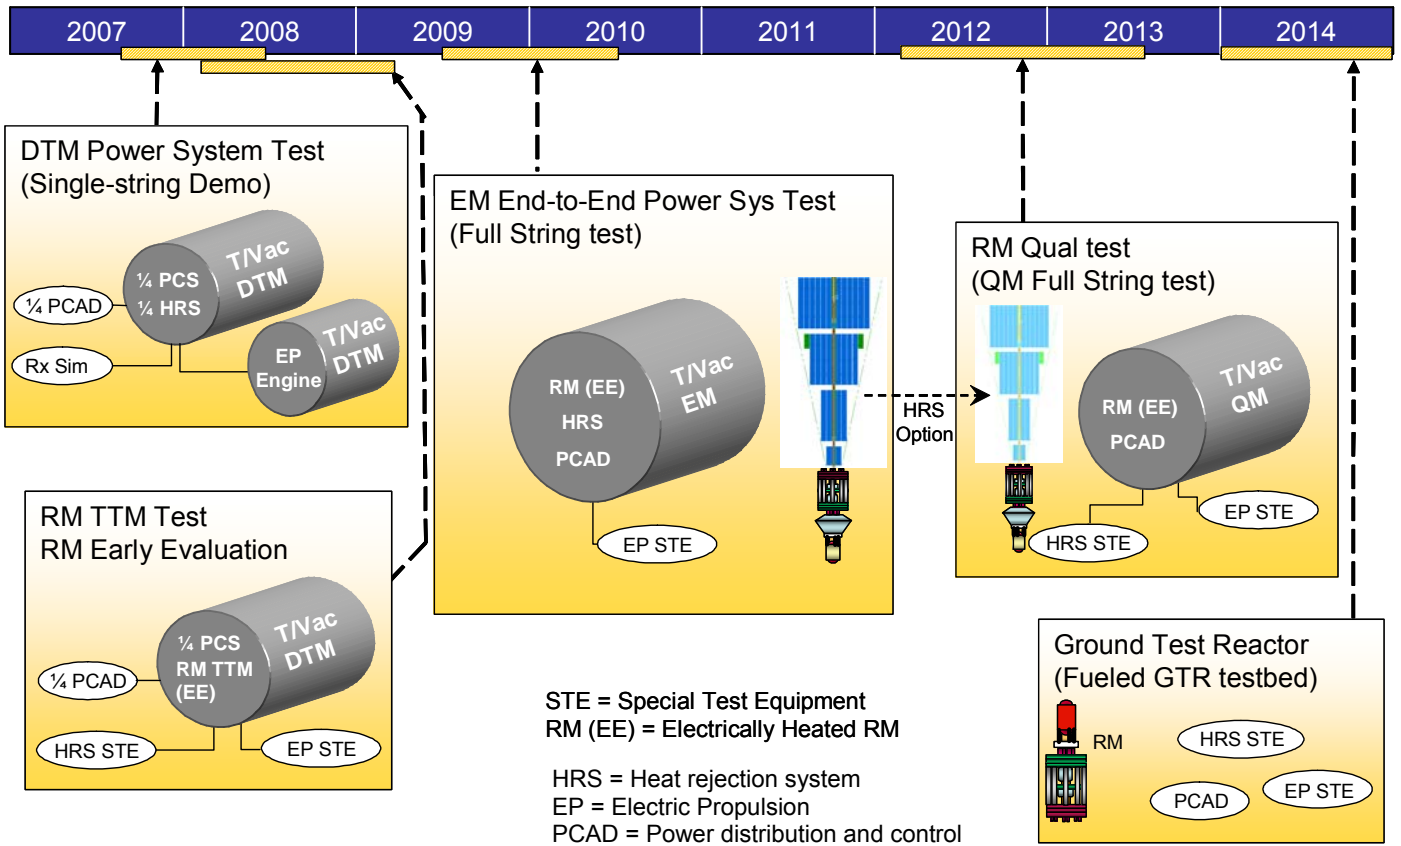 2007 2008 2009 2010 2011 2012 2013 2014
DTM Power System Test
(Single-string Demo)
T/Vac
DTM
¼ PCS
¼ HRS
¼ PCAD
Rx Sim
T/Vac
DTM
EP
Engine
RM TTM Test
RM Early Evaluation
T/Vac
DTM
¼ PCS
RM TTM
(EE)
¼ PCAD
HRS STE
EP STE
EM End-to-End Power Sys Test
(Full String test)
T/Vac
EM
RM (EE)
HRS
PCAD
EP STE
HRS
Option
RM Qual test
(QM Full String test)
T/Vac
QM
RM (EE)
PCAD
EP STE
HRS STE
Ground Test Reactor
(Fueled GTR testbed)
RM
HRS STE
EP STE
PCAD
STE = Special Test Equipment
RM (EE) = Electrically Heated RM
HRS = Heat rejection system
EP = Electric Propulsion
PCAD = Power distribution and control